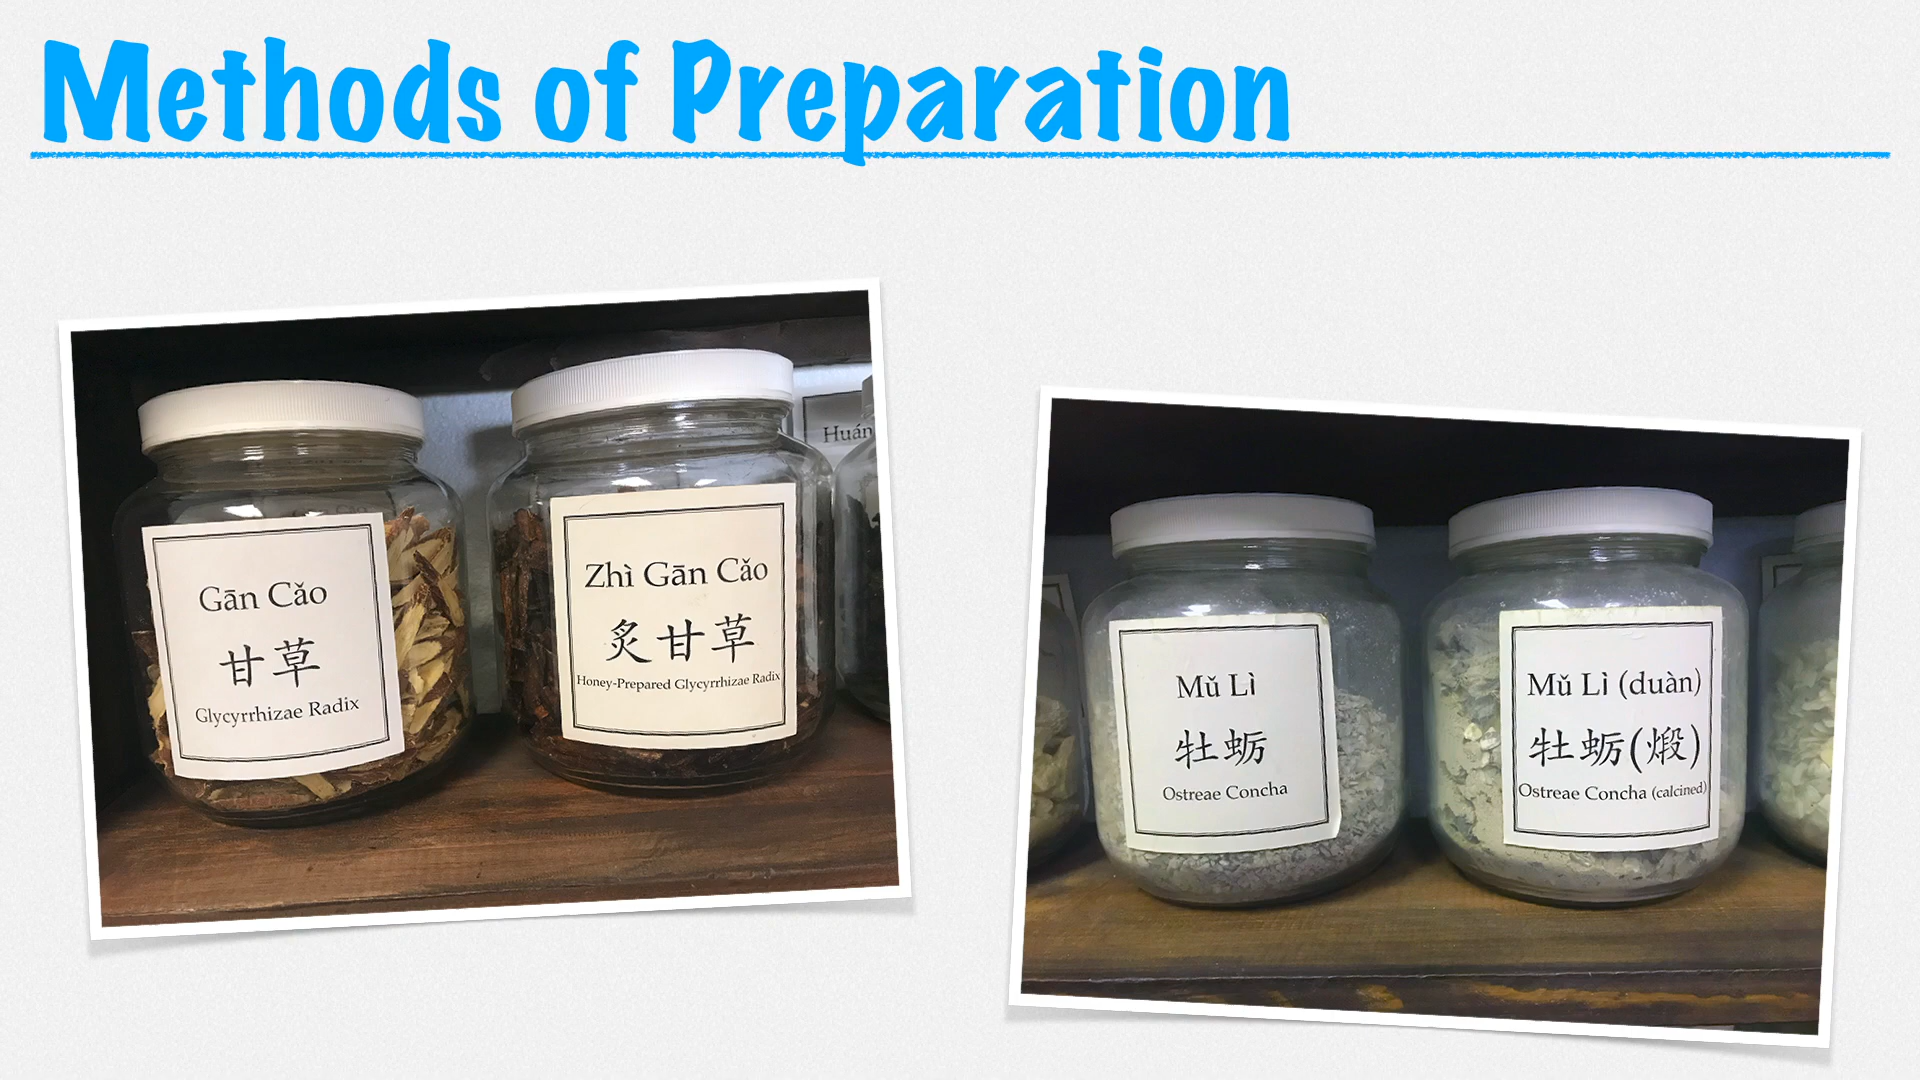 Methods of Preparation
Gān Cǎo
甘草
Glycyrrhizae Radix
Zhì Gān Cǎo
炙甘草
Honey-Prepared Glycyrrhizae Radix
Huán
Mǔ Lì
牡蛎
Ostreae Concha
Mǔ Lì (duàn)
牡蛎(煅)
Ostreae Concha (calcined)